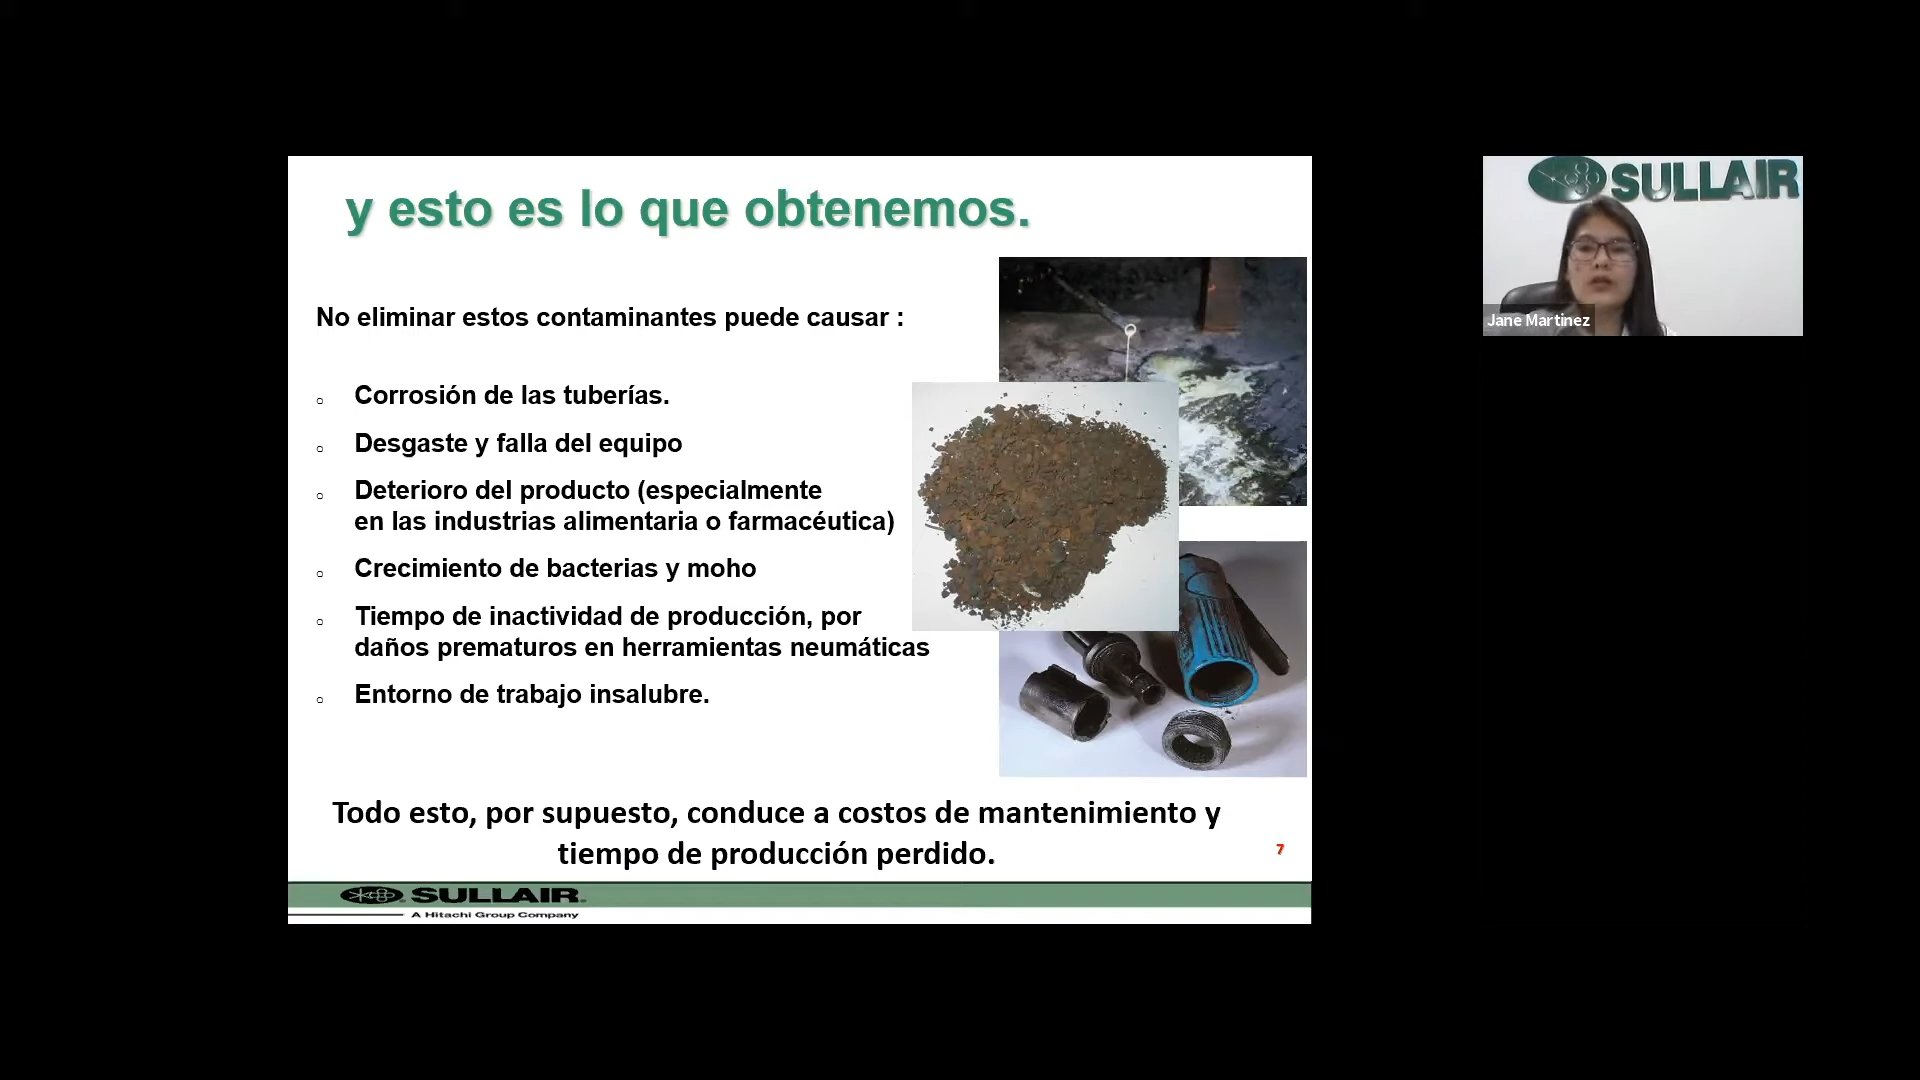 y esto es lo que obtenemos.
No eliminar estos contaminantes puede causar :
Corrosión de las tuberías.
Desgaste y falla del equipo
Deterioro del producto (especialmente
en las industrias alimentaria o farmacéutica)
Crecimiento de bacterias y moho
Tiempo de inactividad de producción, por
daños prematuros en herramientas neumáticas
Entorno de trabajo insalubre.
Todo esto, por supuesto, conduce a costos de mantenimiento y
tiempo de producción perdido.
7
SULLAIR
A Hitachi Group Company
SULLAIR
Jane Martinez